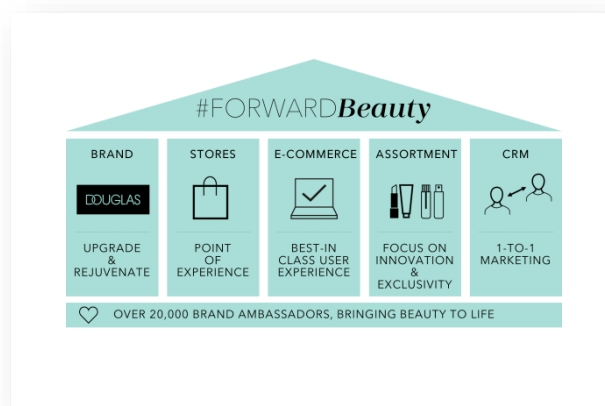 #FORWARDBeauty
BRAND
DOUGLAS
UPGRADE
&
REJUVENATE
STORES
POINT
OF
EXPERIENCE
E-COMMERCE
BEST-IN
CLASS USER
EXPERIENCE
ASSORTMENT
FOCUS ON
INNOVATION
&
EXCLUSIVITY
CRM
1-TO-1
MARKETING
OVER 20,000 BRAND AMBASSADORS, BRINGING BEAUTY TO LIFE